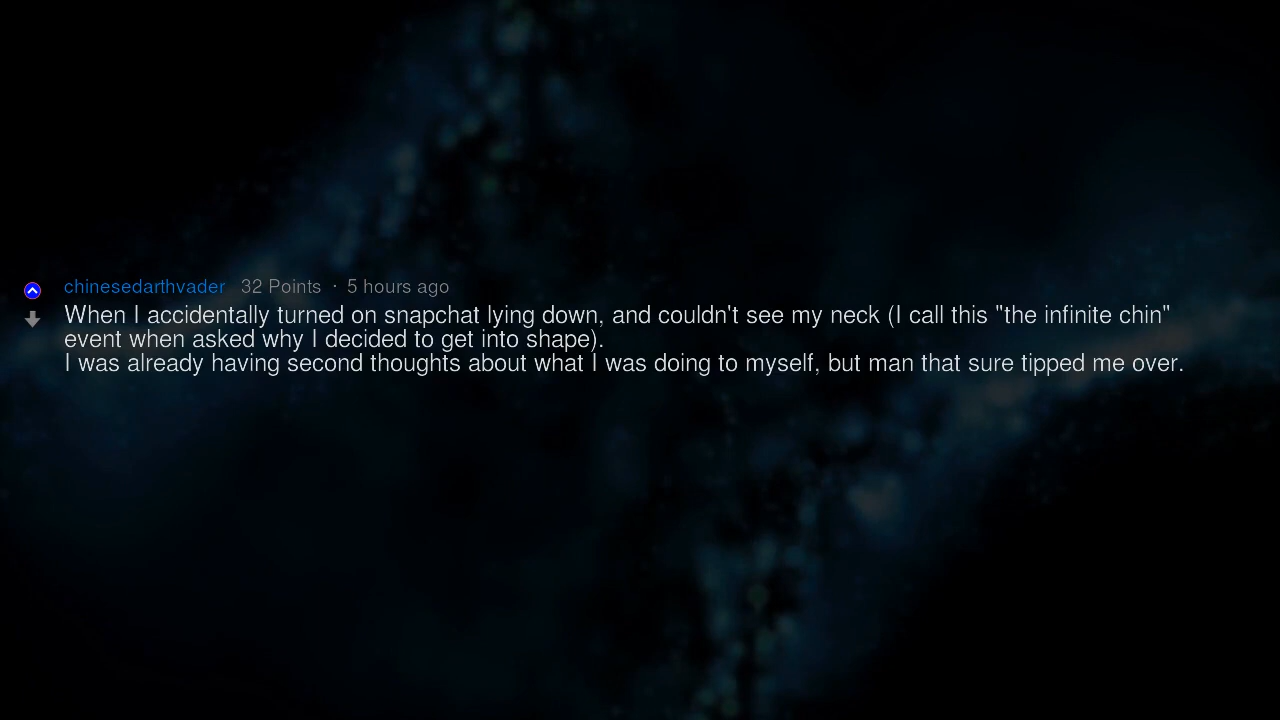 chinesedarthvader 32 Points · 5 hours ago
When I accidentally turned on snapchat lying down, and couldn't see my neck (I call this "the infinite chin"
event when asked why I decided to get into shape).
I was already having second thoughts about what I was doing to myself, but man that sure tipped me over.